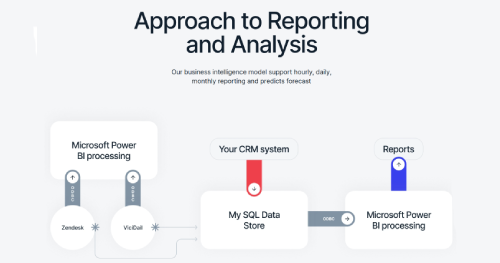 Approach to Reporting
and Analysis
Our business intelligence model support hourly, daily,
monthly reporting and predicts forecast
Microsoft Power
BI processing
Your CRM system
Reports
Zendesk
ViciDail
My SQL Data
Store
Microsoft Power
BI processing